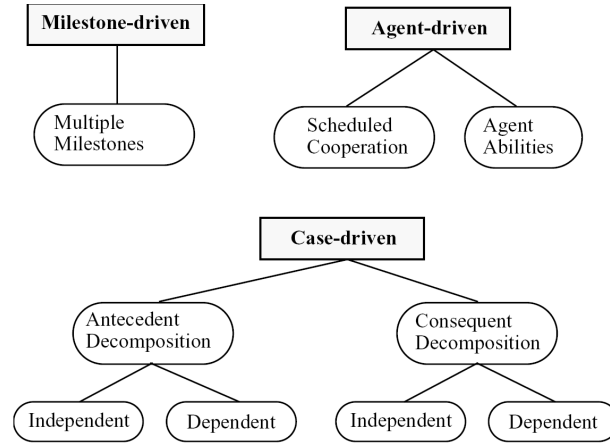 Milestone-driven
Agent-driven
Multiple
Milestones
Scheduled
Cooperation
Agent
Abilities
Case-driven
Antecedent
Decomposition
Consequent
Decomposition
Independent
Dependent
Independent
Dependent